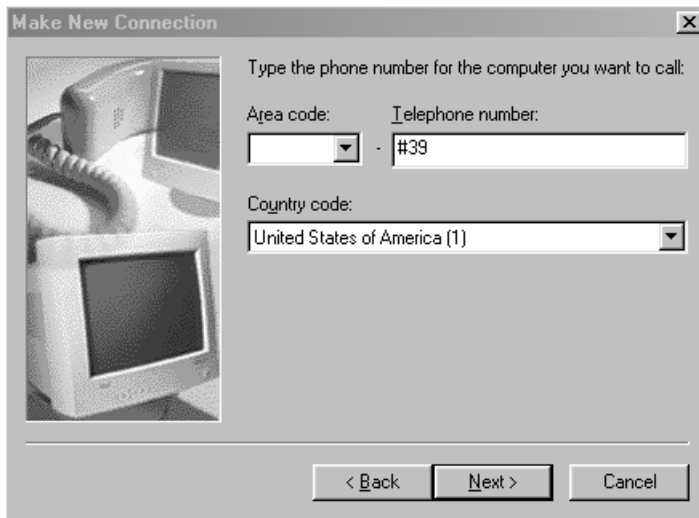 Make New Connection
Type the phone number for the computer you want to call:
Area code: Telephone number:
- #39
Country code:
United States of America (1)
< Back Next > Cancel